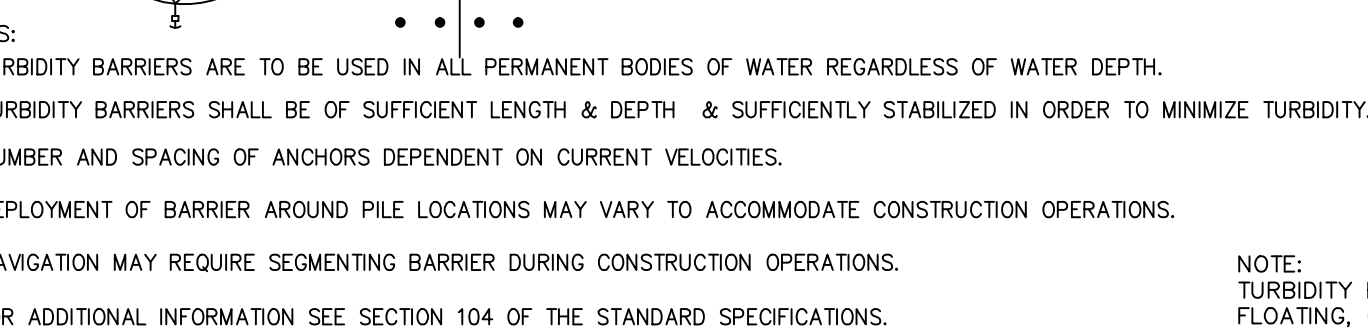 S:
RBIDITY BARRIERS ARE TO BE USED IN ALL PERMANENT BODIES OF WATER REGARDLESS OF WATER DEPTH.
URBIDITY BARRIERS SHALL BE OF SUFFICIENT LENGTH & DEPTH & SUFFICIENTLY STABILIZED IN ORDER TO MINIMIZE TURBIDITY.
UMBER AND SPACING OF ANCHORS DEPENDENT ON CURRENT VELOCITIES.
EPLOYMENT OF BARRIER AROUND PILE LOCATIONS MAY VARY TO ACCOMMODATE CONSTRUCTION OPERATIONS.
AVIGATION MAY REQUIRE SEGMENTING BARRIER DURING CONSTRUCTION OPERATIONS.
OR ADDITIONAL INFORMATION SEE SECTION 104 OF THE STANDARD SPECIFICATIONS.
NOTE:
TURBIDITY
FLOATING,